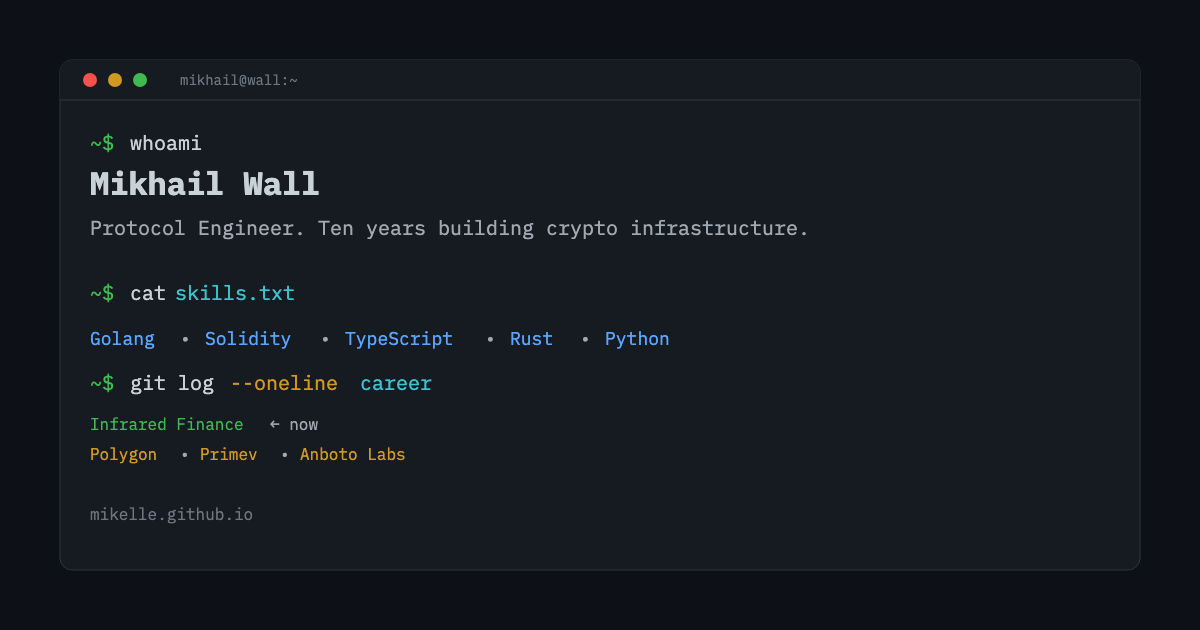 mikhail@wall:~
~$ whoami
Mikhail Wall
Protocol Engineer. Ten years building crypto infrastructure.
~$ cat skills.txt
Golang • Solidity • TypeScript • Rust • Python
~$ git log --oneline career
Infrared Finance ← now
Polygon • Primev • Anboto Labs
mikelle.github.io